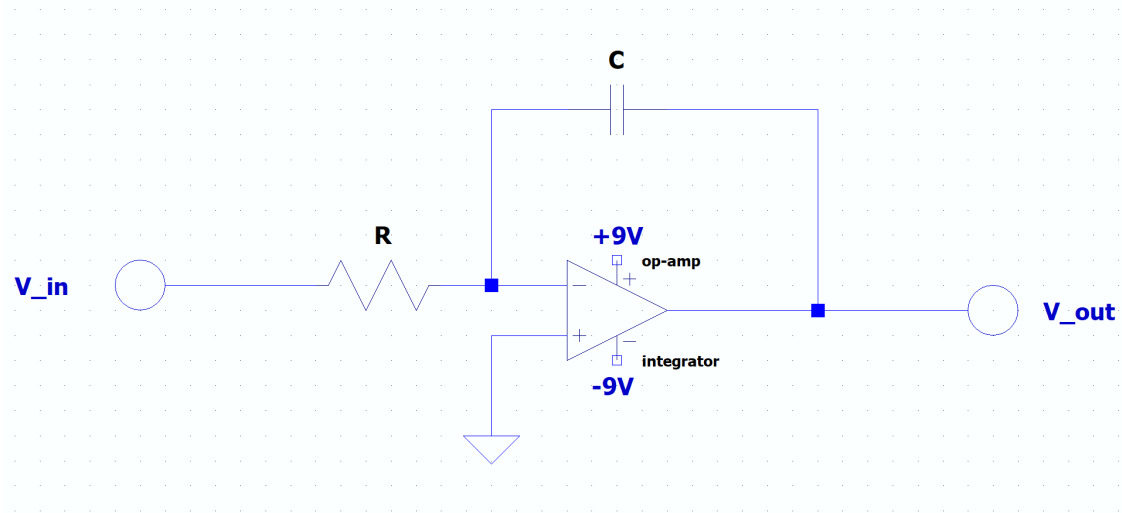 C
R
+9V
op-amp
V_in
−
+
+
−
V_out
integrator
-9V